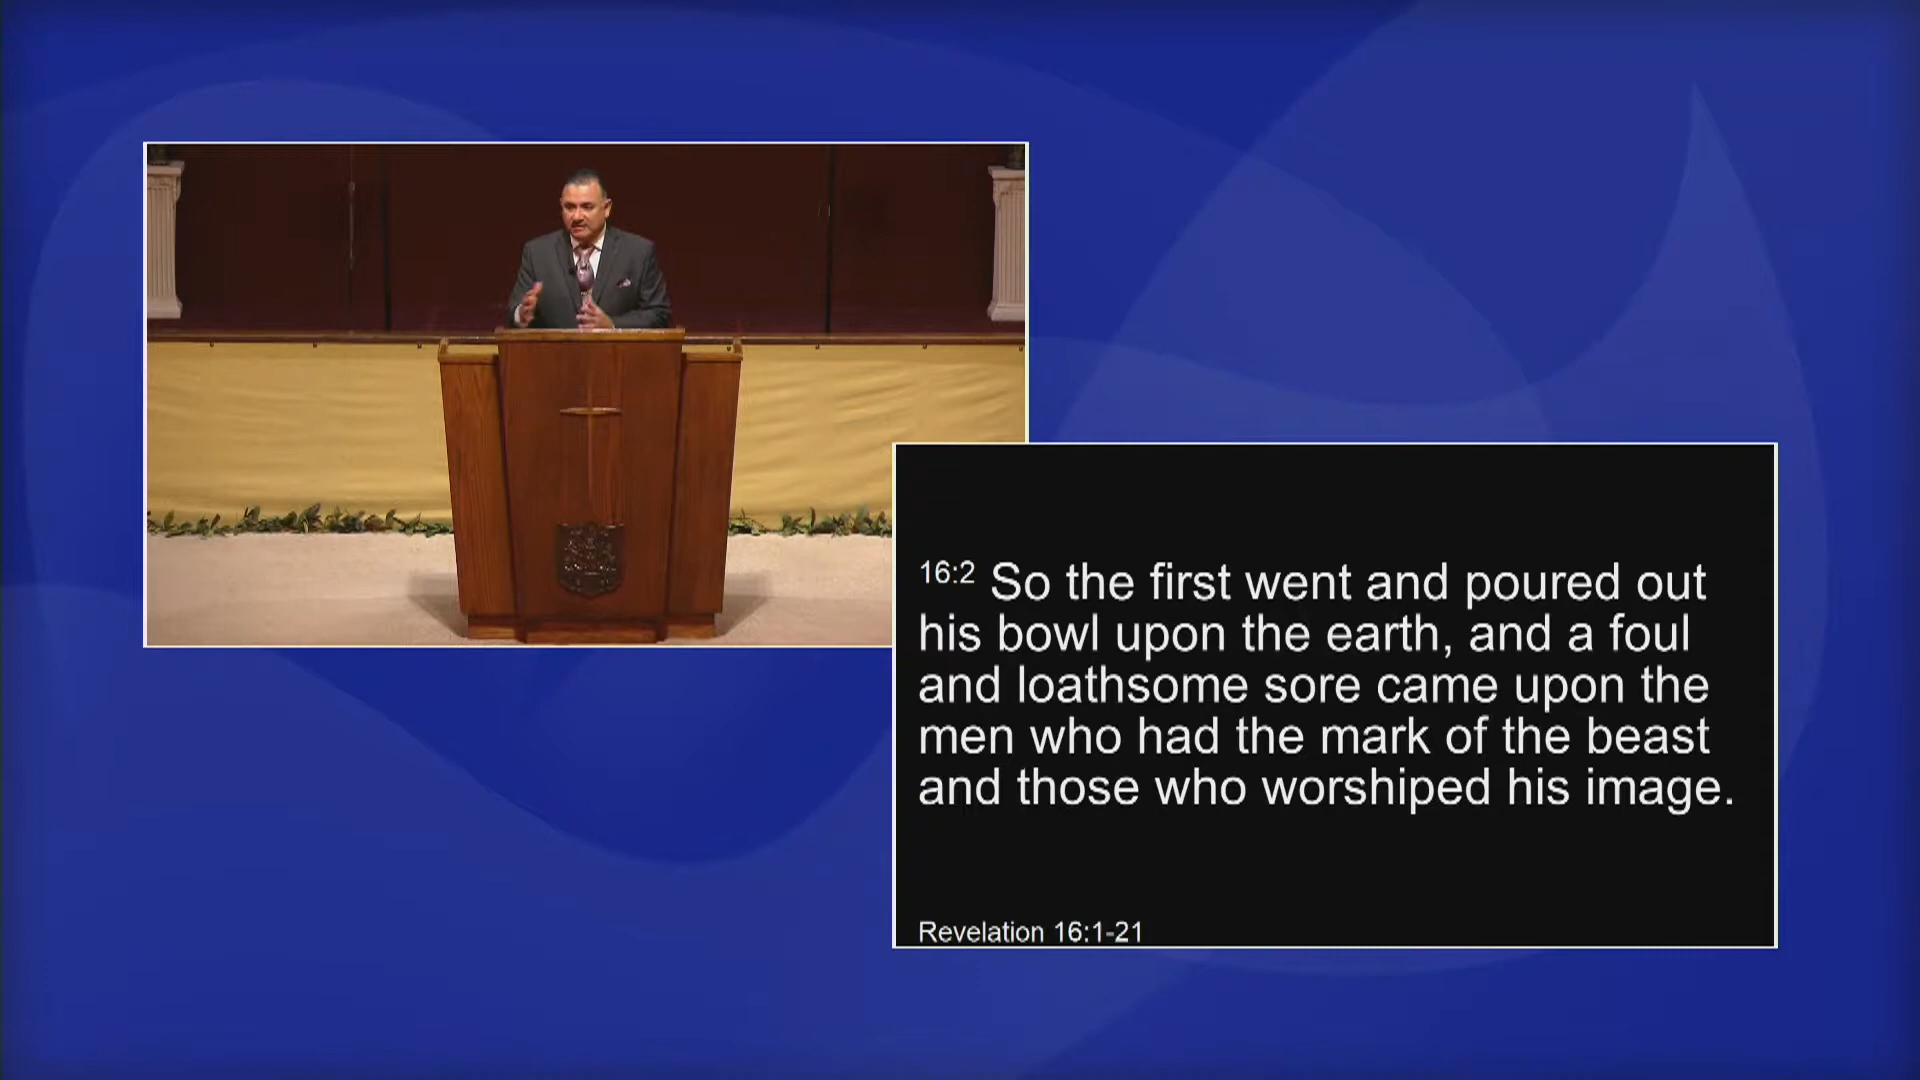 16:2 So the first went and poured out
his bowl upon the earth, and a foul
and loathsome sore came upon the
men who had the mark of the beast
and those who worshiped his image.
Revelation 16:1-21